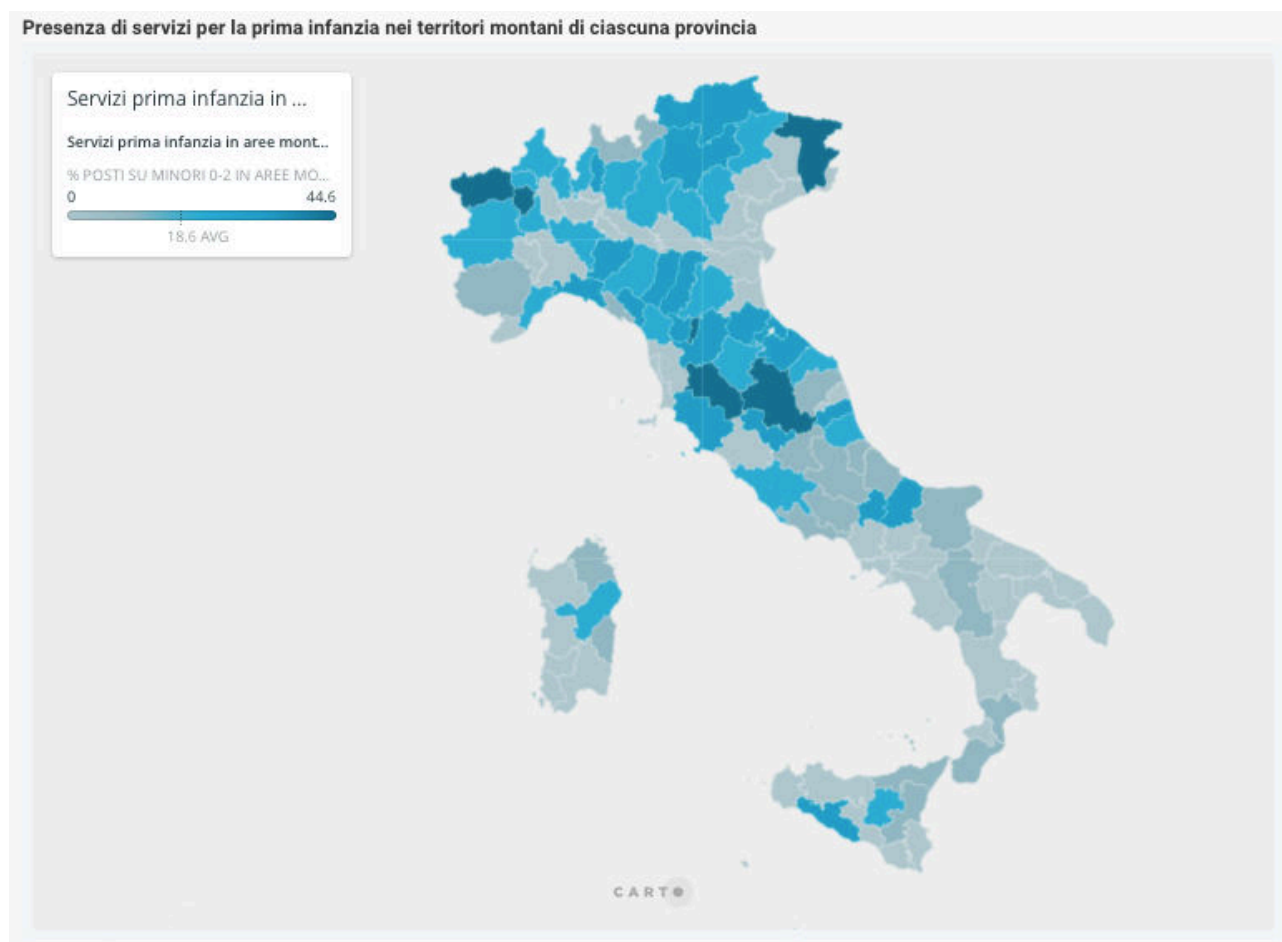 Presenza di servizi per la prima infanzia nei territori montani di ciascuna provincia
Servizi prima infanzia in ...
Servizi prima infanzia in aree mont...
% POSTI SU MINORI 0-2 IN AREE MO...
0 44.6
18.6 AVG
CARTO